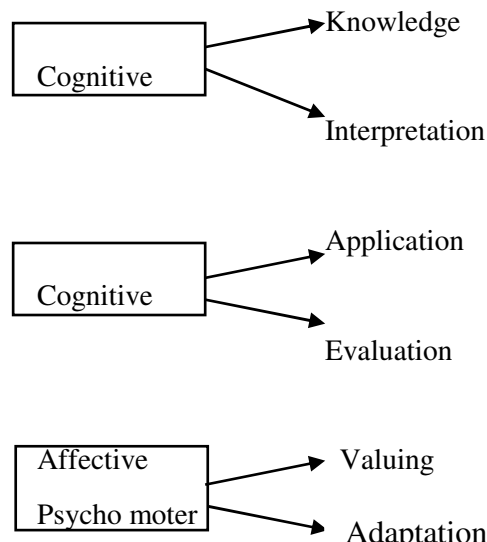 Knowledge
Cognitive
Interpretation
Application
Cognitive
Evaluation
Affective
Valuing
Psycho moter
Adaptation